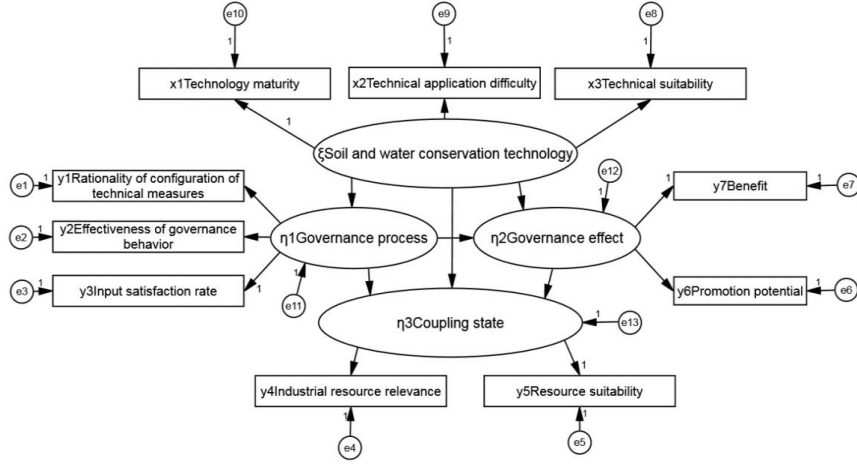 e10
e9
e8
1
1
1
x1Technology maturity
x2Technical application difficulty
x3Technical suitability
1
ξSoil and water conservation technology
e12
1
e1
1
y1Rationality of configuration of
technical measures
1
y7Benefit
1
e7
e2
1
y2Effectiveness of governance
behavior
η1Governance process
η2Governance effect
e3
1
y3Input satisfaction rate
1
1
e11
y6Promotion potential
1
e6
η3Coupling state
1
e13
1
y4Industrial resource relevance
y5Resource suitability
1
1
e4
e5